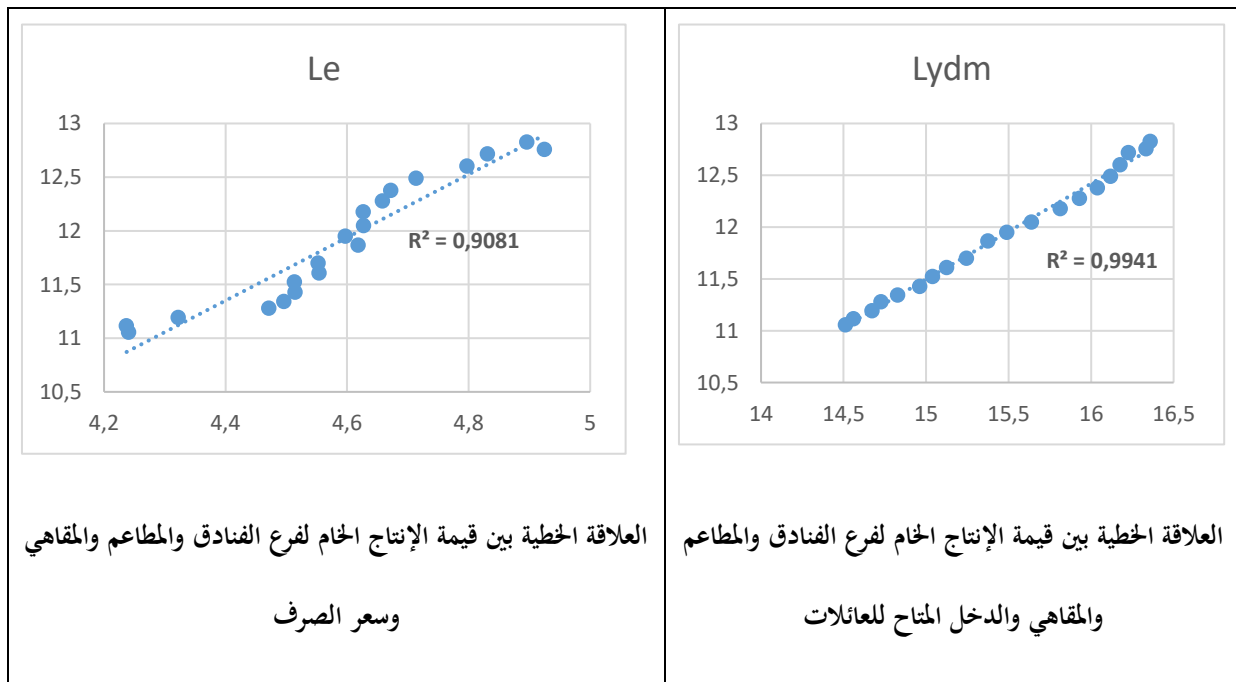 Le
13
12,5
12
11,5
11
10,5
4,2 4,4 4,6 4,8 5
R² = 0,9081
العلاقة الخطية بين قيمة الإنتاج الخام لفرع الفنادق والمطاعم والمقاهي
وسعر الصرف
Lydm
13
12,5
12
11,5
11
10,5
14 14,5 15 15,5 16 16,5
R² = 0,9941
العلاقة الخطية بين قيمة الإنتاج الخام لفرع الفنادق والمطاعم
والمقاهي والدخل المتاح للعائلات